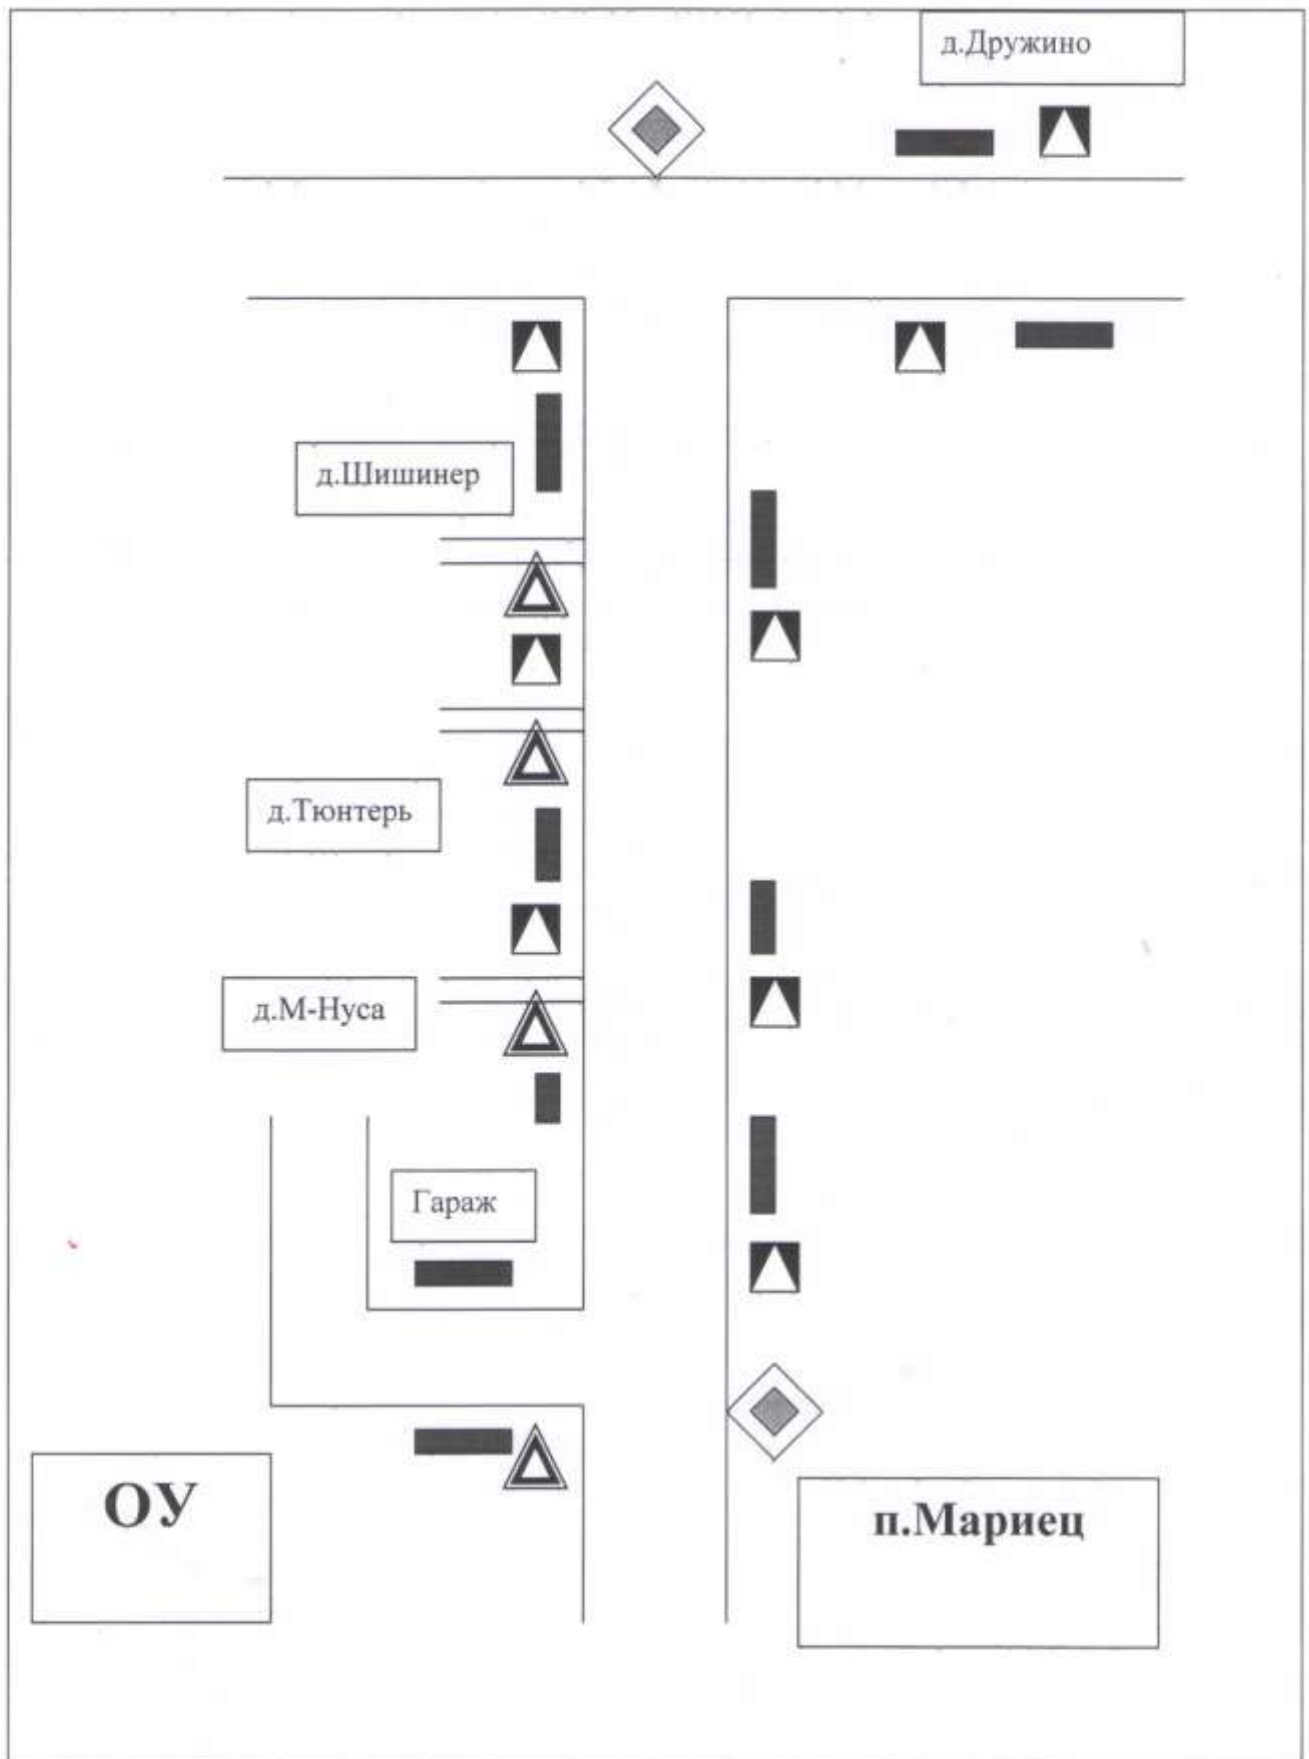 д.Дружино
д.Шишинер
д.Тюнтерь
д.М-Нуса
Гараж
ОУ
п.Мариец